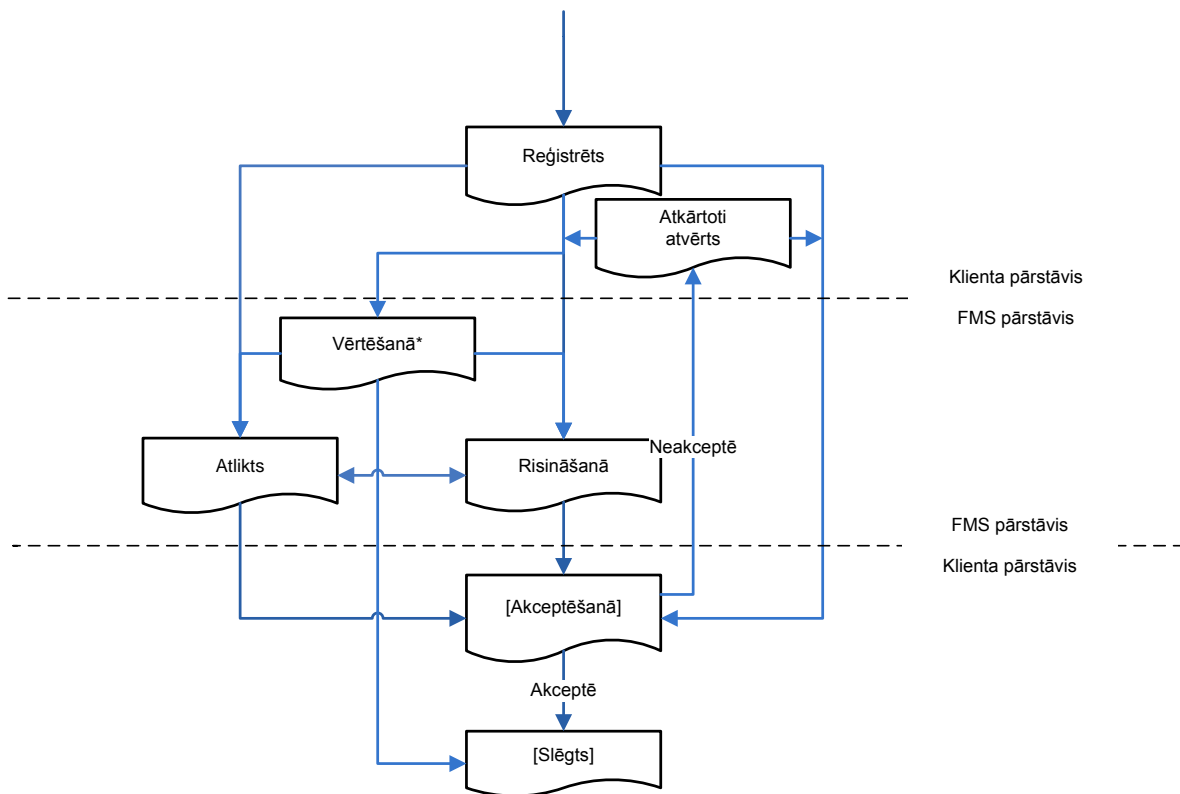 Reģistrēts
Atkārtoti
atvērts
Klienta pārstāvis
FMS pārstāvis
Vērtēšanā*
Atlikts
Risināšanā
Neakceptē
FMS pārstāvis
Klienta pārstāvis
[Akceptēšanā]
Akceptē
[Slēgts]